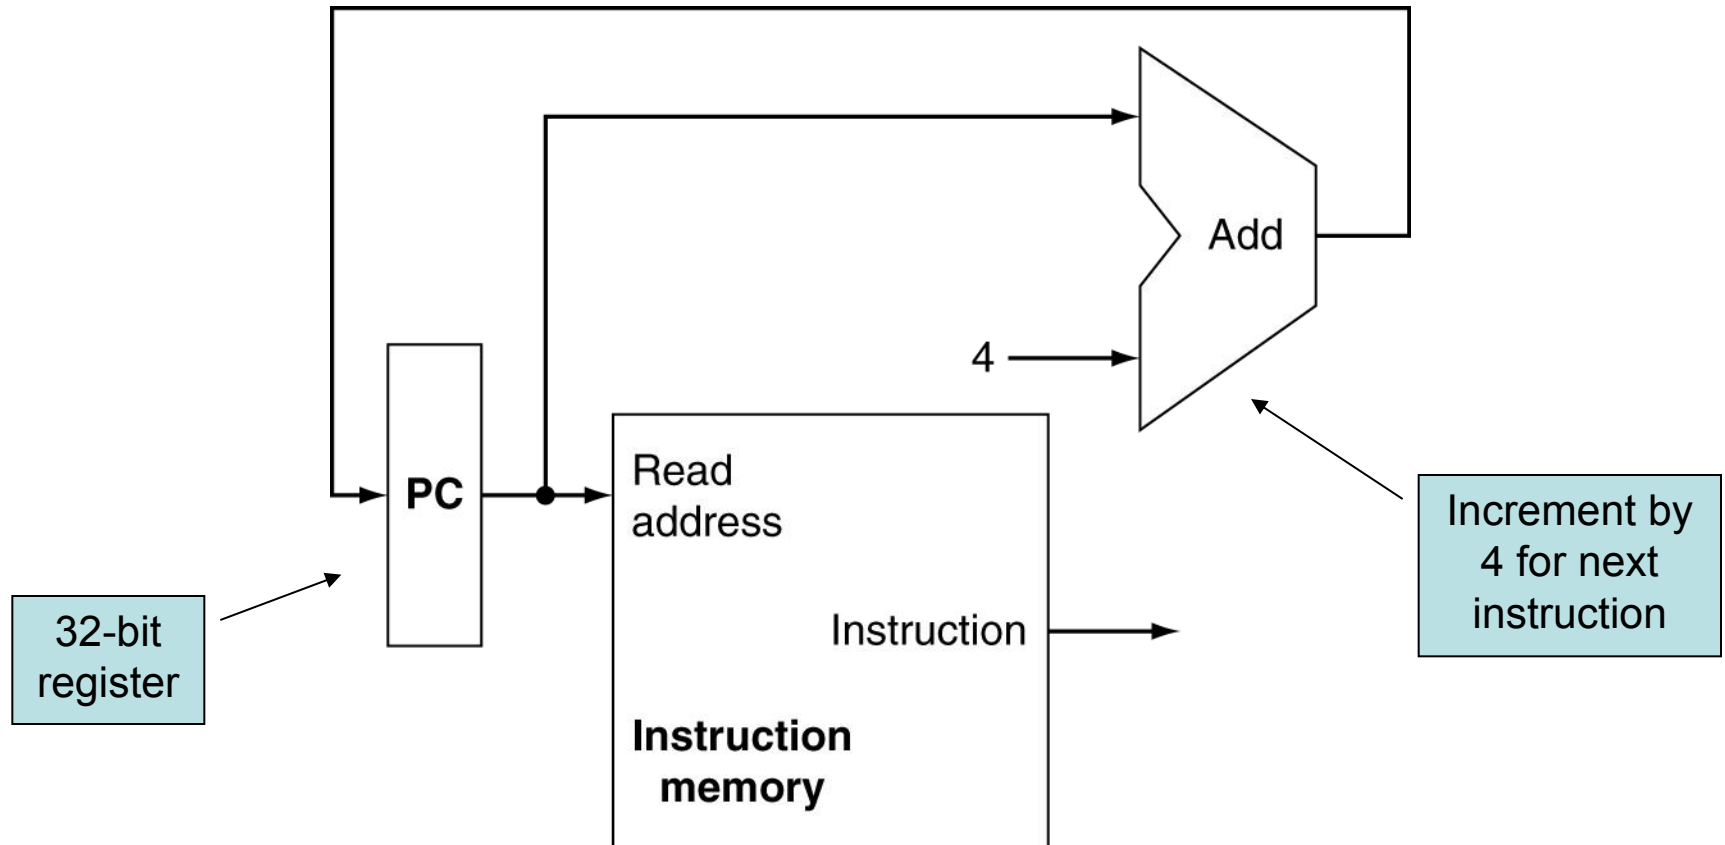 Add
4
PC
Read
address
Instruction
Instruction
memory
32-bit
register
Increment by
4 for next
instruction